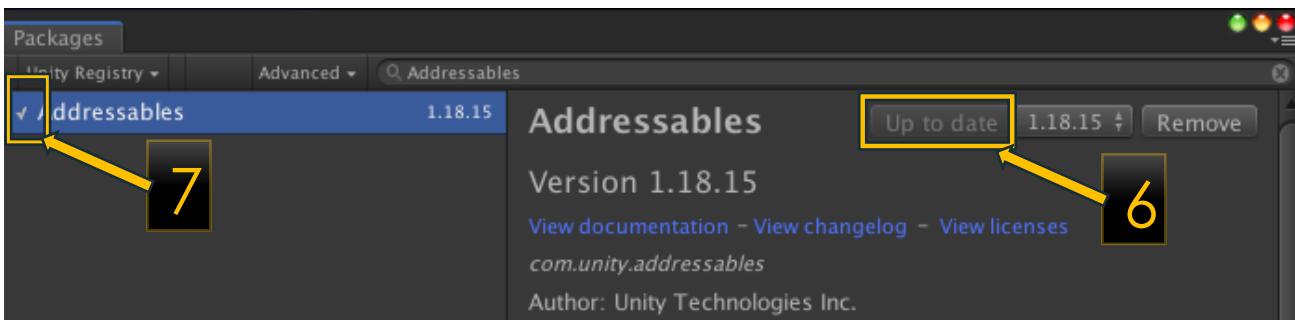 Packages
Unity Registry Advanced Addressables
Addressables 1.18.15
Addressables Up to date 1.18.15 Remove
7
6
Version 1.18.15
View documentation - View changelog - View licenses
com.unity.addressables
Author: Unity Technologies Inc.